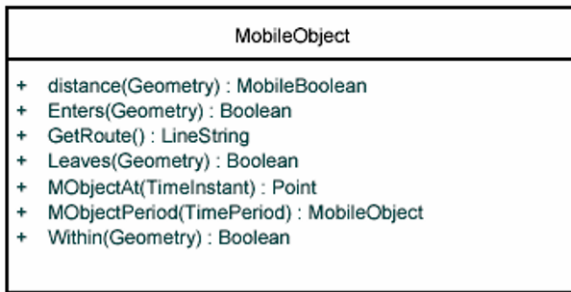 MobileObject
+ distance(Geometry) : MobileBoolean
+ Enters(Geometry) : Boolean
+ GetRoute() : LineString
+ Leaves(Geometry) : Boolean
+ MObjectAt(TimeInstant) : Point
+ MObjectPeriod(TimePeriod) : MobileObject
+ Within(Geometry) : Boolean